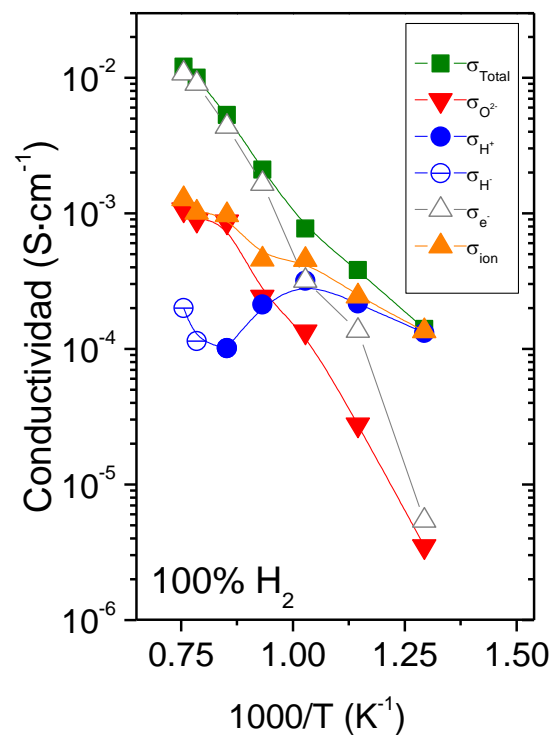 Conductividad (S·cm⁻¹)
10⁻²
10⁻³
10⁻⁴
10⁻⁵
10⁻⁶
σTotal
σO²⁻
σH⁺
σH⁻
σe⁻
σion
100% H₂
0.75 1.00 1.25 1.50
1000/T (K⁻¹)